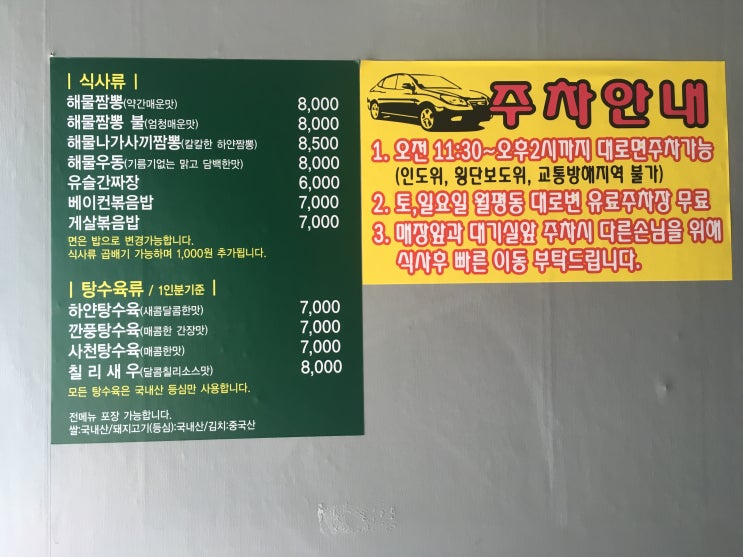 | 식사류 |
해물짬뽕(약간매운맛) 8,000
해물짬뽕 불(엄청매운맛) 8,000
해물나가사끼짬뽕(칼칼한 하얀짬뽕) 8,500
해물우동(기름기없는 맑고 담백한맛) 8,000
유슬간짜장 6,000
베이컨볶음밥 7,000
게살볶음밥 7,000
면은 밥으로 변경가능합니다.
식사류 곱배기 가능하며 1,000원 추가됩니다.
| 탕수육류 / 1인분기준 |
하얀탕수육(새콤달콤한맛) 7,000
깐풍탕수육(매콤한 간장맛) 7,000
사천탕수육(매콤한맛) 7,000
칠리새우(달콤칠리소스맛) 8,000
모든 탕수육은 국내산 등심만 사용합니다.
전메뉴 포장 가능합니다.
쌀:국내산/돼지고기(등심):국내산/김치:중국산
주차안내
1. 오전 11:30~오후2시까지 대로면주차가능
(인도위, 횡단보도위, 교통방해지역 불가)
2. 토,일요일 월평동 대로변 유료주차장 무료
3. 매장앞과 대기실앞 주차시 다른손님을 위해
식사후 빠른 이동 부탁드립니다.